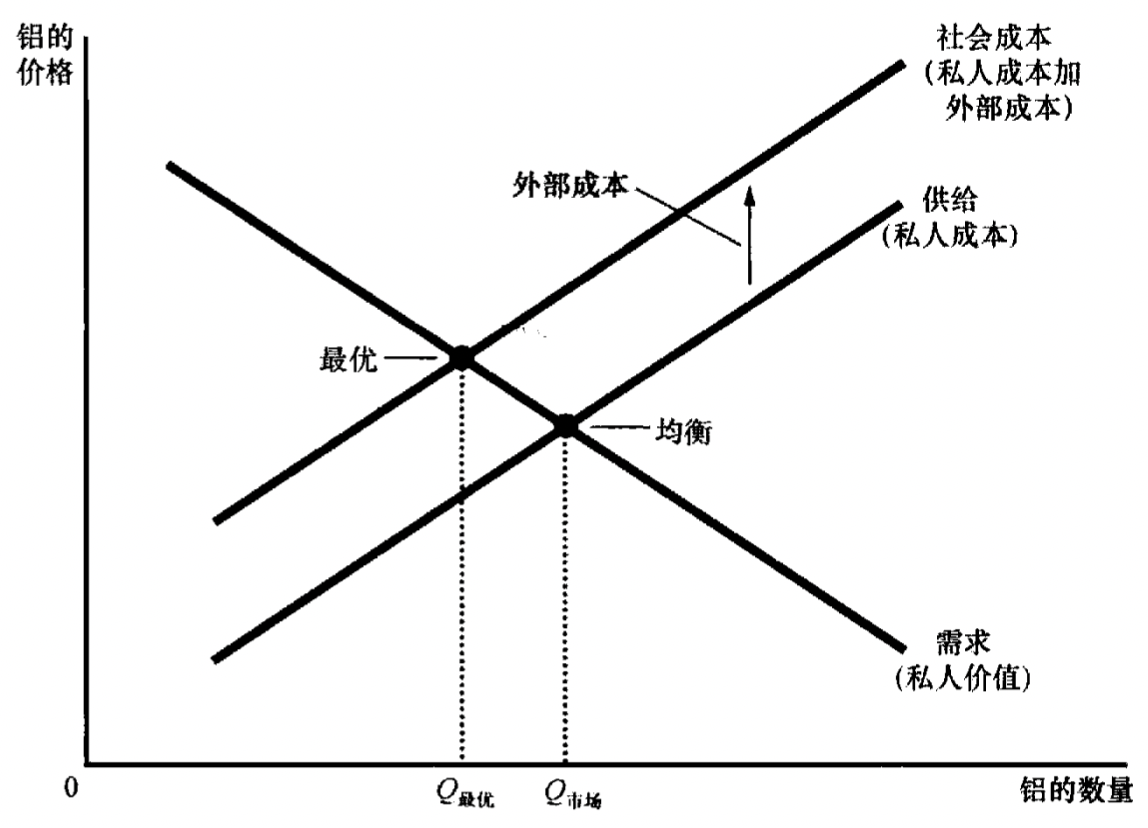 铝的
价格
社会成本
(私人成本加
外部成本)
外部成本
供给
(私人成本)
最优
均衡
需求
(私人价值)
0
Q最优
Q市场
铝的数量